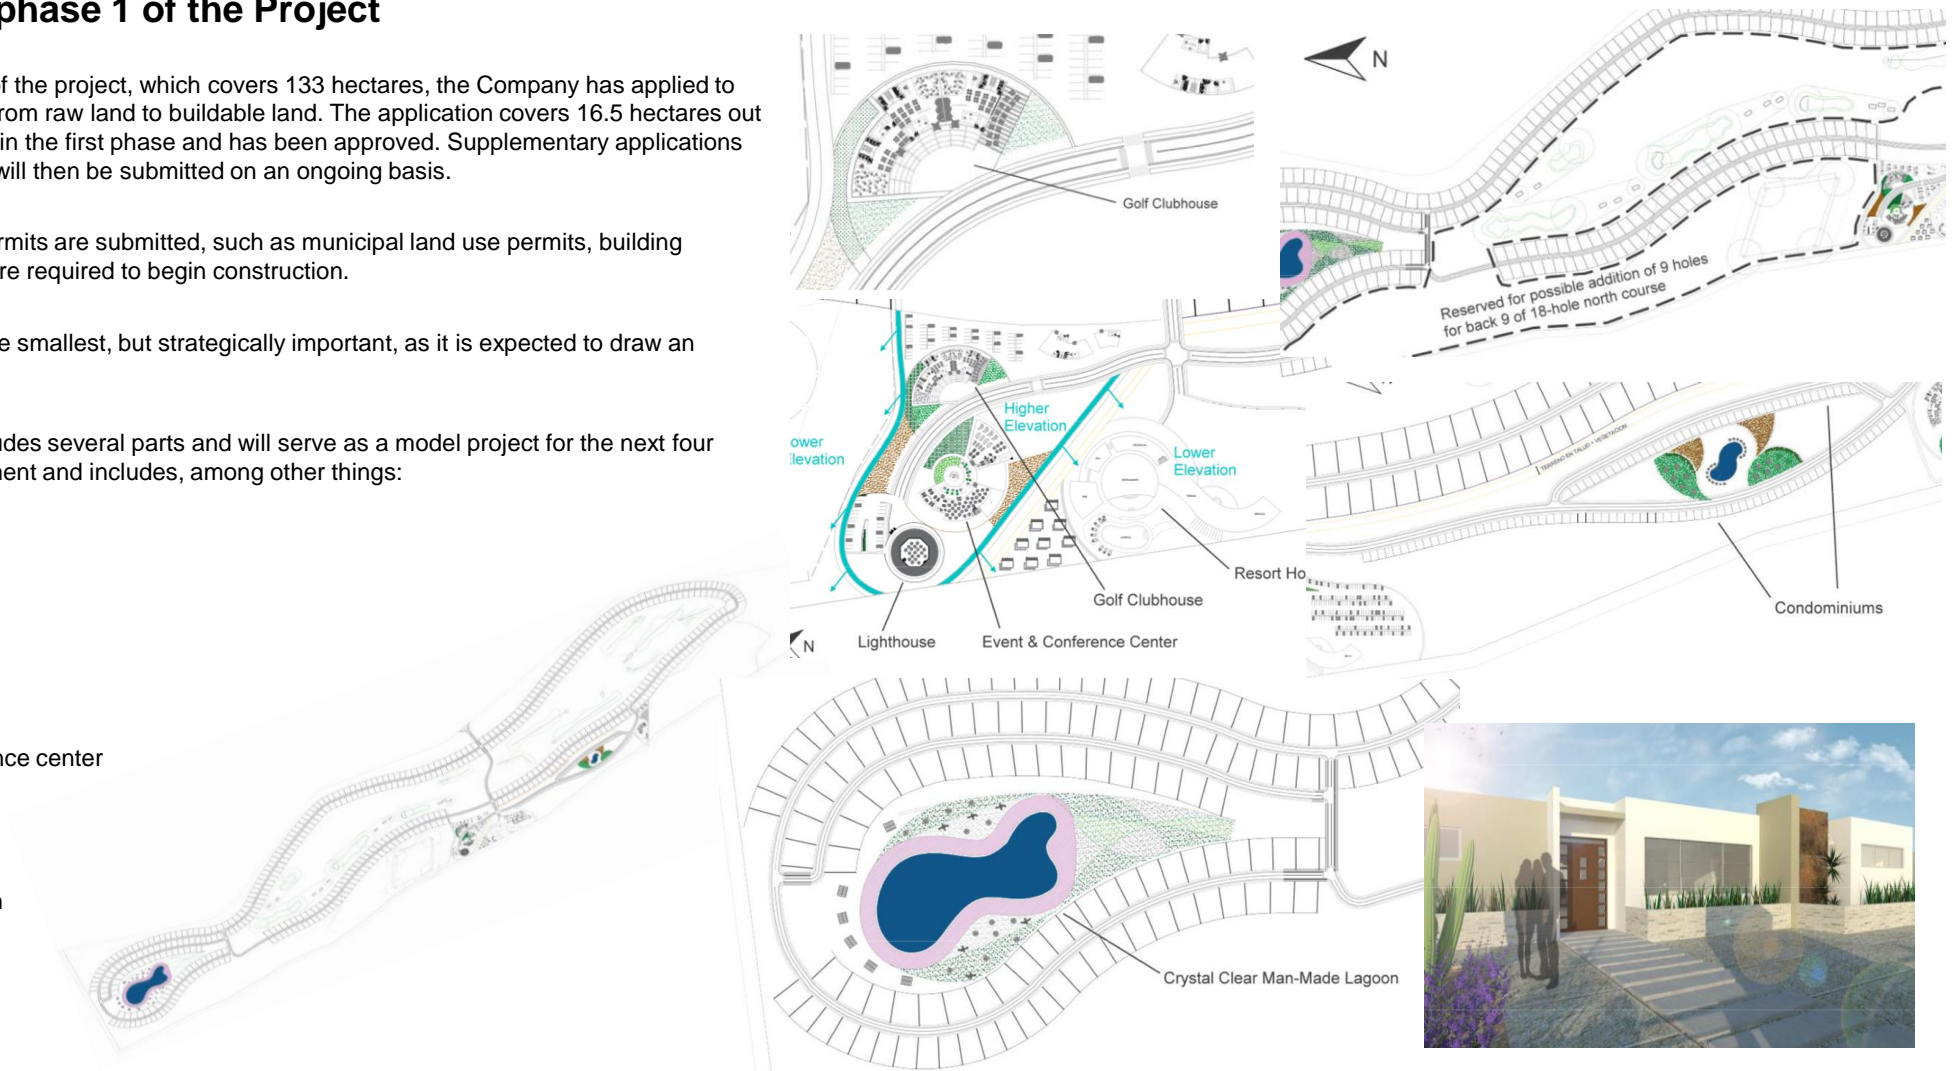 phase 1 of the Project
f the project, which covers 133 hectares, the Company has applied to
rom raw land to buildable land. The application covers 16.5 hectares out
in the first phase and has been approved. Supplementary applications
will then be submitted on an ongoing basis.
rmits are submitted, such as municipal land use permits, building
re required to begin construction.
e smallest, but strategically important, as it is expected to draw an
udes several parts and will serve as a model project for the next four
nent and includes, among other things:
nce center
n
Golf Clubhouse
N
Reserved for possible addition of 9 holes
for back 9 of 18-hole north course
Higher
Elevation
ower
Elevation
Lower
Elevation
Resort Ho
Golf Clubhouse
Lighthouse
Event & Conference Center
N
TERRENO EN TALUD + VEGETACION
Condominiums
Crystal Clear Man-Made Lagoon